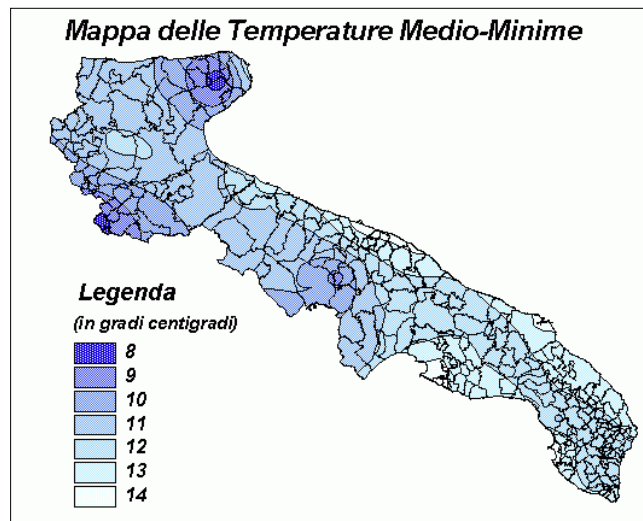 Mappa delle Temperature Medio-Minime
Legenda
(in gradi centigradi)
8
9
10
11
12
13
14